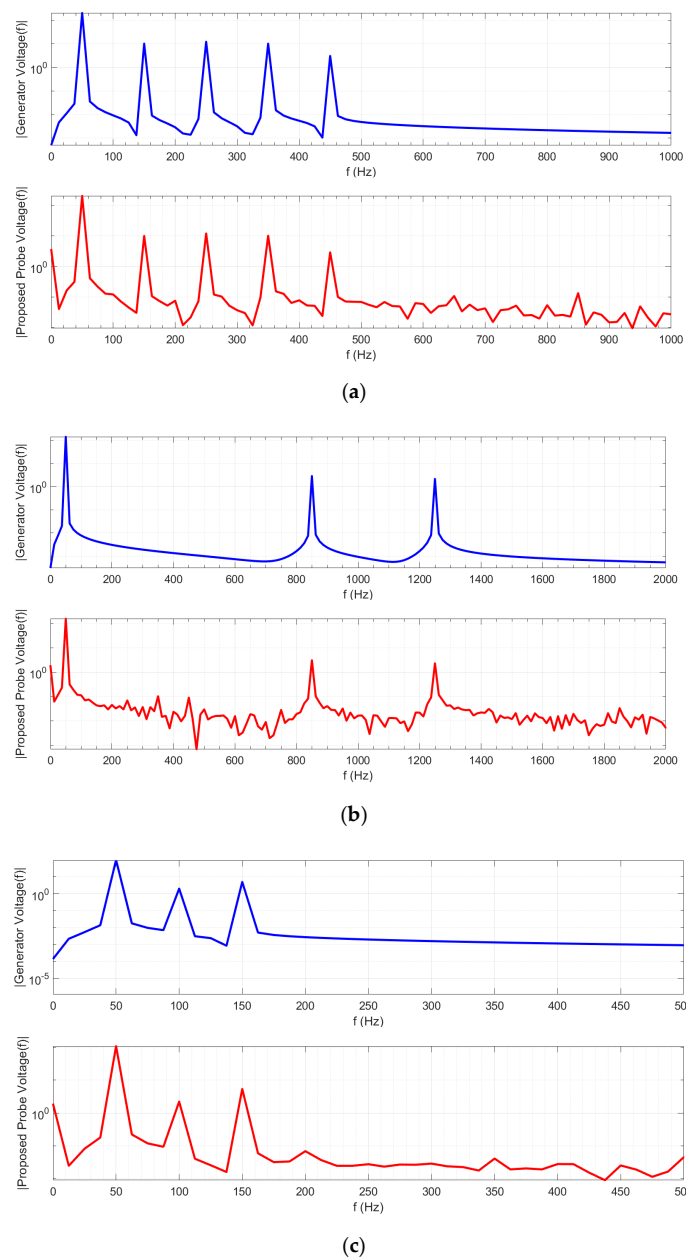 |Generator Voltage(f)|
10^0
0 100 200 300 400 500 600 700 800 900 1000
f (Hz)
|Proposed Probe Voltage(f)|
10^0
0 100 200 300 400 500 600 700 800 900 1000
f (Hz)
(a)
|Generator Voltage(f)|
10^0
0 200 400 600 800 1000 1200 1400 1600 1800 2000
f (Hz)
|Proposed Probe Voltage(f)|
10^0
0 200 400 600 800 1000 1200 1400 1600 1800 2000
f (Hz)
(b)
|Generator Voltage(f)|
10^0
10^-5
0 50 100 150 200 250 300 350 400 450 500
f (Hz)
|Proposed Probe Voltage(f)|
10^0
0 50 100 150 200 250 300 350 400 450 500
f (Hz)
(c)